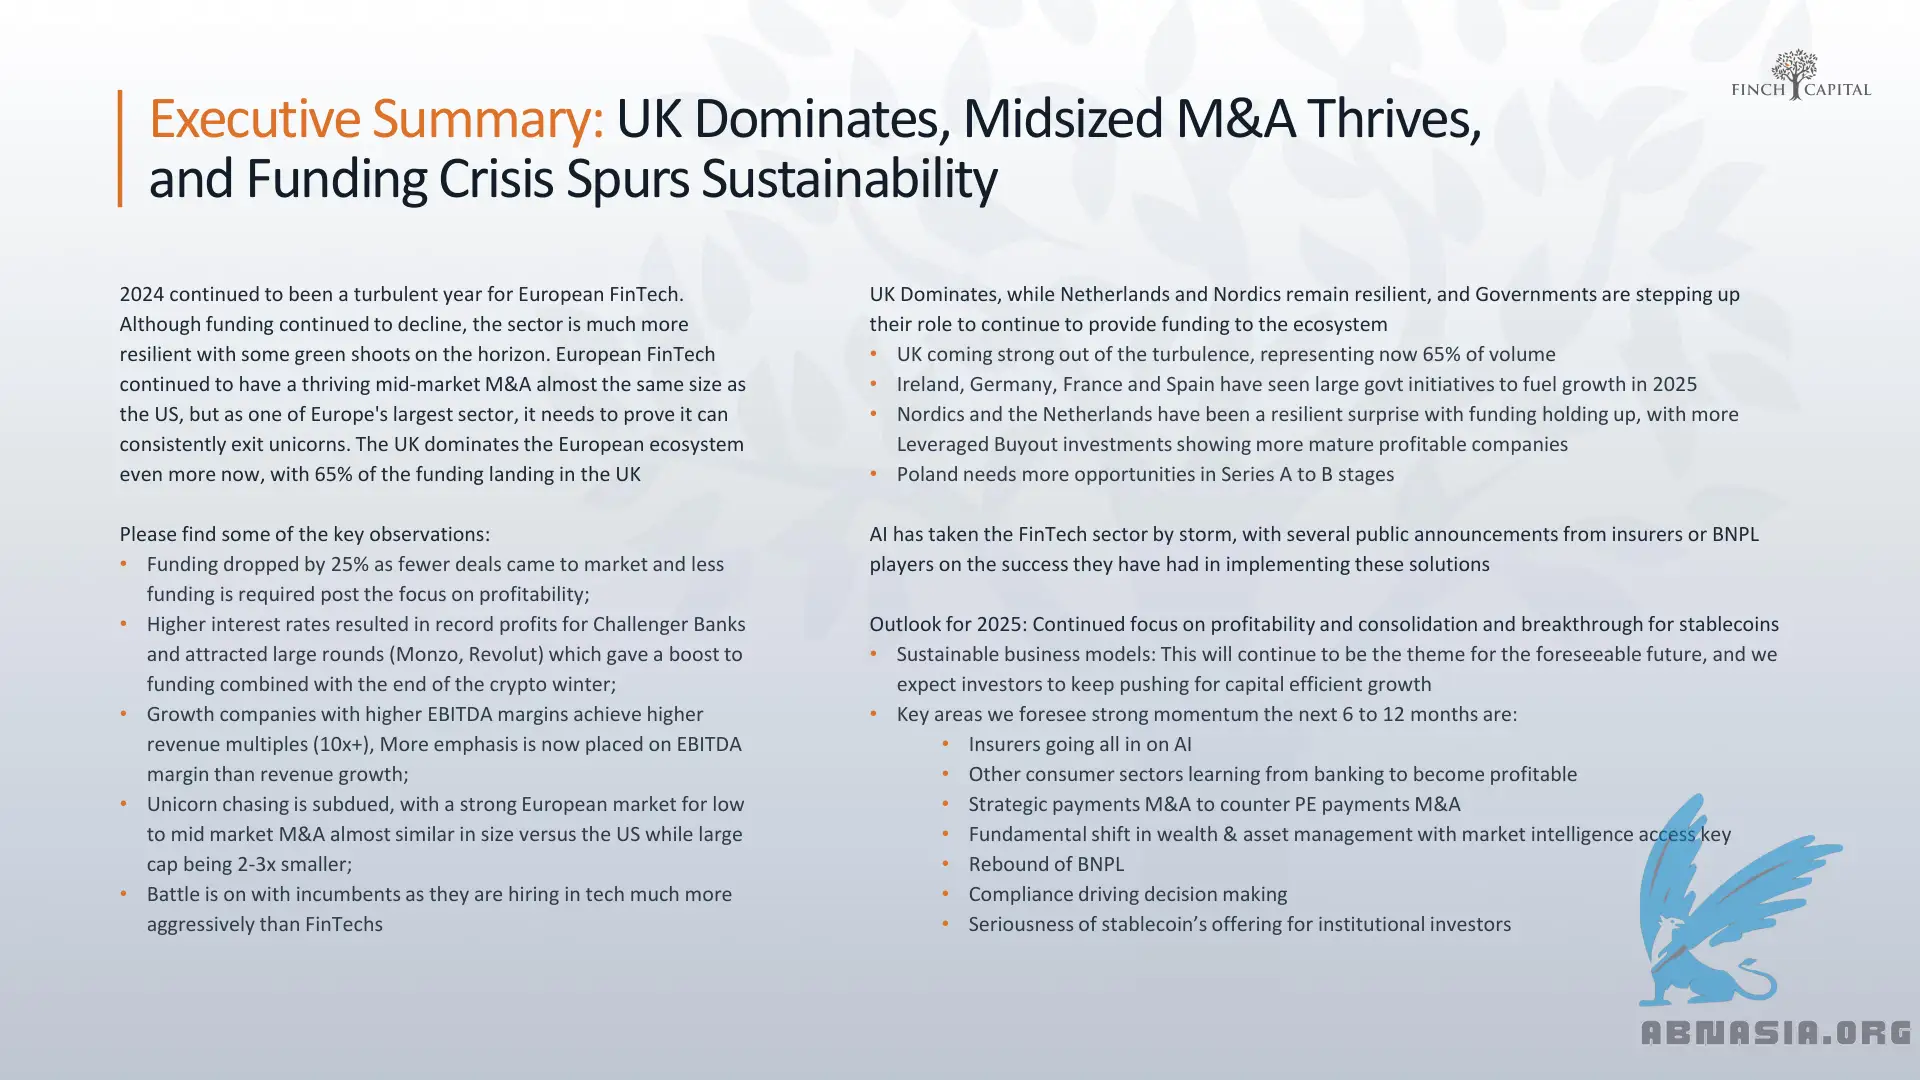 FINCH CAPITAL
Executive Summary: UK Dominates, Midsized M&A Thrives,
and Funding Crisis Spurs Sustainability
2024 continued to been a turbulent year for European FinTech.
Although funding continued to decline, the sector is much more
resilient with some green shoots on the horizon. European FinTech
continued to have a thriving mid-market M&A almost the same size as
the US, but as one of Europe's largest sector, it needs to prove it can
consistently exit unicorns. The UK dominates the European ecosystem
even more now, with 65% of the funding landing in the UK
Please find some of the key observations:
• Funding dropped by 25% as fewer deals came to market and less
funding is required post the focus on profitability;
• Higher interest rates resulted in record profits for Challenger Banks
and attracted large rounds (Monzo, Revolut) which gave a boost to
funding combined with the end of the crypto winter;
• Growth companies with higher EBITDA margins achieve higher
revenue multiples (10x+), More emphasis is now placed on EBITDA
margin than revenue growth;
• Unicorn chasing is subdued, with a strong European market for low
to mid market M&A almost similar in size versus the US while large
cap being 2-3x smaller;
• Battle is on with incumbents as they are hiring in tech much more
aggressively than FinTechs
UK Dominates, while Netherlands and Nordics remain resilient, and Governments are stepping up
their role to continue to provide funding to the ecosystem
• UK coming strong out of the turbulence, representing now 65% of volume
• Ireland, Germany, France and Spain have seen large govt initiatives to fuel growth in 2025
• Nordics and the Netherlands have been a resilient surprise with funding holding up, with more
Leveraged Buyout investments showing more mature profitable companies
• Poland needs more opportunities in Series A to B stages
AI has taken the FinTech sector by storm, with several public announcements from insurers or BNPL
players on the success they have had in implementing these solutions
Outlook for 2025: Continued focus on profitability and consolidation and breakthrough for stablecoins
• Sustainable business models: This will continue to be the theme for the foreseeable future, and we
expect investors to keep pushing for capital efficient growth
• Key areas we foresee strong momentum the next 6 to 12 months are:
• Insurers going all in on AI
• Other consumer sectors learning from banking to become profitable
• Strategic payments M&A to counter PE payments M&A
• Fundamental shift in wealth & asset management with market intelligence access key
• Rebound of BNPL
• Compliance driving decision making
• Seriousness of stablecoin’s offering for institutional investors
ABNASIA.ORG